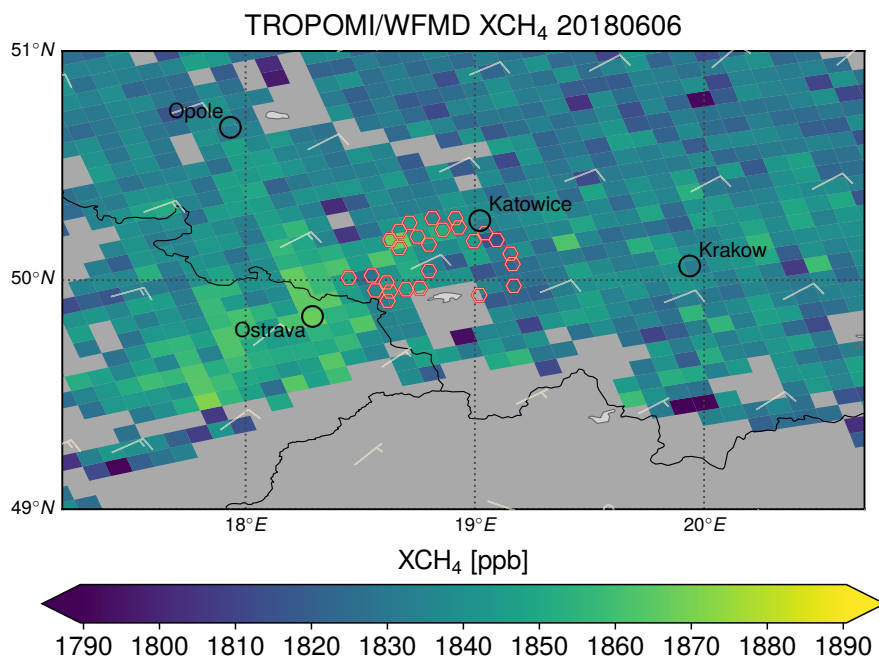 TROPOMI/WFMD XCH₄ 20180606
51°N
Opole
Katowice
Krakow
50°N
Ostrava
49°N
18°E 19°E 20°E
XCH₄ [ppb]
1790 1800 1810 1820 1830 1840 1850 1860 1870 1880 1890